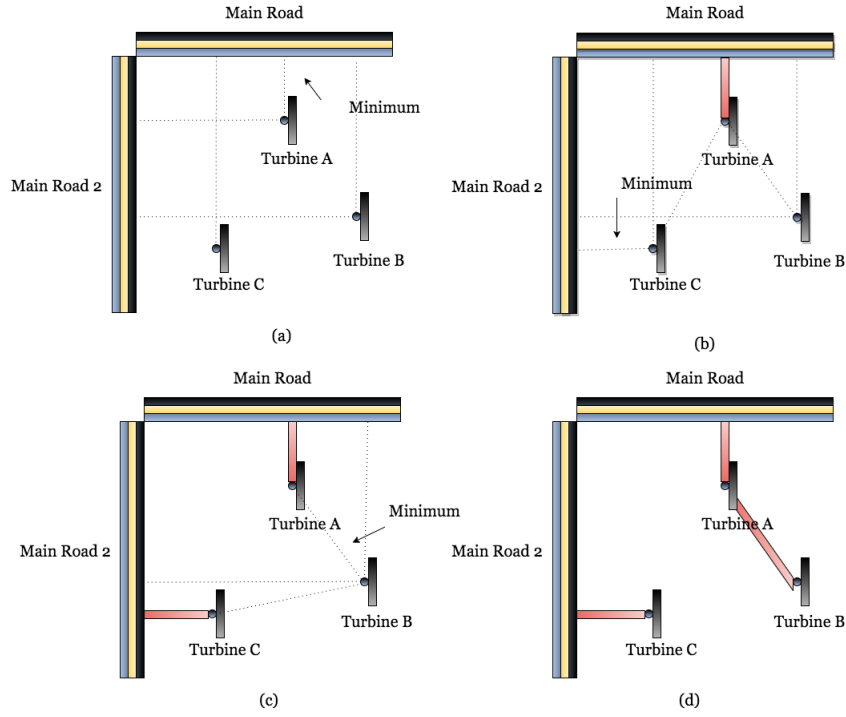 Main Road
Minimum
Turbine A
Main Road 2
Turbine B
Turbine C
(a)
Main Road
Turbine A
Minimum
Main Road 2
Turbine B
Turbine C
(b)
Main Road
Minimum
Turbine A
Main Road 2
Turbine B
Turbine C
(c)
Main Road
Turbine A
Main Road 2
Turbine B
Turbine C
(d)